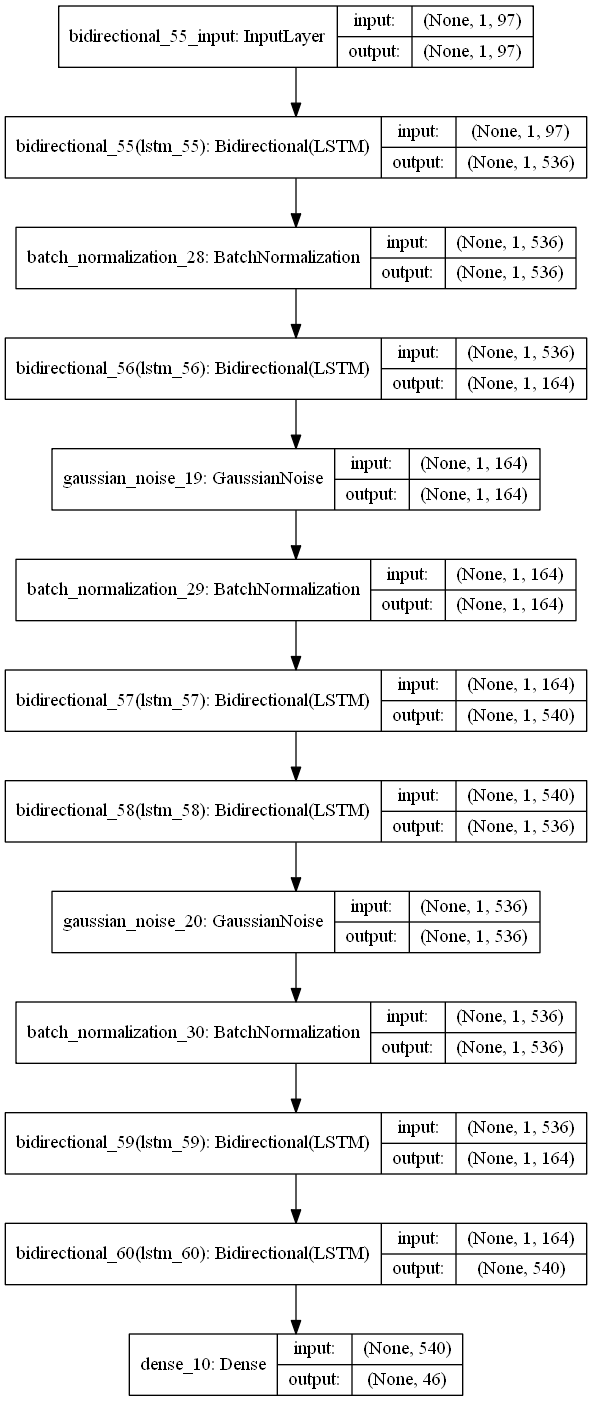 bidirectional_55_input: InputLayer
input: (None, 1, 97)
output: (None, 1, 97)
bidirectional_55(lstm_55): Bidirectional(LSTM)
input: (None, 1, 97)
output: (None, 1, 536)
batch_normalization_28: BatchNormalization
input: (None, 1, 536)
output: (None, 1, 536)
bidirectional_56(lstm_56): Bidirectional(LSTM)
input: (None, 1, 536)
output: (None, 1, 164)
gaussian_noise_19: GaussianNoise
input: (None, 1, 164)
output: (None, 1, 164)
batch_normalization_29: BatchNormalization
input: (None, 1, 164)
output: (None, 1, 164)
bidirectional_57(lstm_57): Bidirectional(LSTM)
input: (None, 1, 164)
output: (None, 1, 540)
bidirectional_58(lstm_58): Bidirectional(LSTM)
input: (None, 1, 540)
output: (None, 1, 536)
gaussian_noise_20: GaussianNoise
input: (None, 1, 536)
output: (None, 1, 536)
batch_normalization_30: BatchNormalization
input: (None, 1, 536)
output: (None, 1, 536)
bidirectional_59(lstm_59): Bidirectional(LSTM)
input: (None, 1, 536)
output: (None, 1, 164)
bidirectional_60(lstm_60): Bidirectional(LSTM)
input: (None, 1, 164)
output: (None, 540)
dense_10: Dense
input: (None, 540)
output: (None, 46)